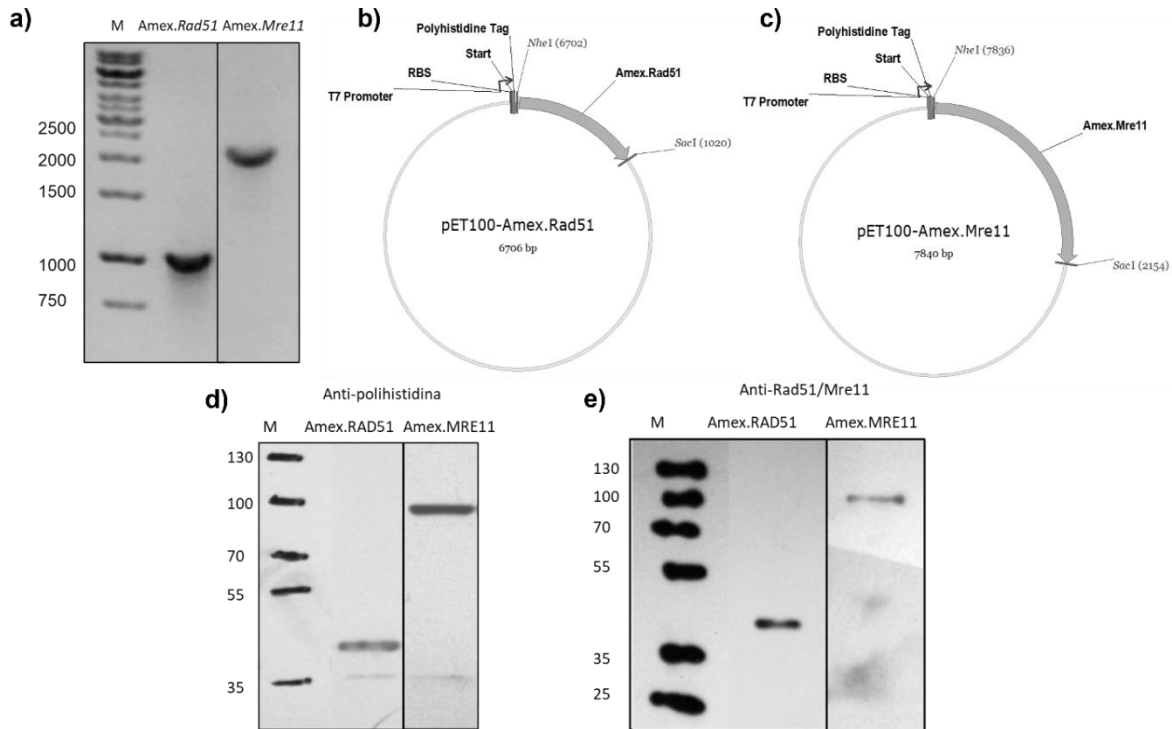 a)
M Amex.Rad51 Amex.Mre11
2500
2000
1500
1000
750
b)
Polyhistidine Tag
NheI (6702)
Start
RBS
T7 Promoter
Amex.Rad51
SacI (1020)
pET100-Amex.Rad51
6706 bp
c)
Polyhistidine Tag
NheI (7836)
Start
RBS
T7 Promoter
Amex.Mre11
SacI (2154)
pET100-Amex.Mre11
7840 bp
d)
Anti-polihistidina
M Amex.RAD51 Amex.MRE11
130
100
70
55
35
e)
Anti-Rad51/Mre11
M Amex.RAD51 Amex.MRE11
130
100
70
55
35
25